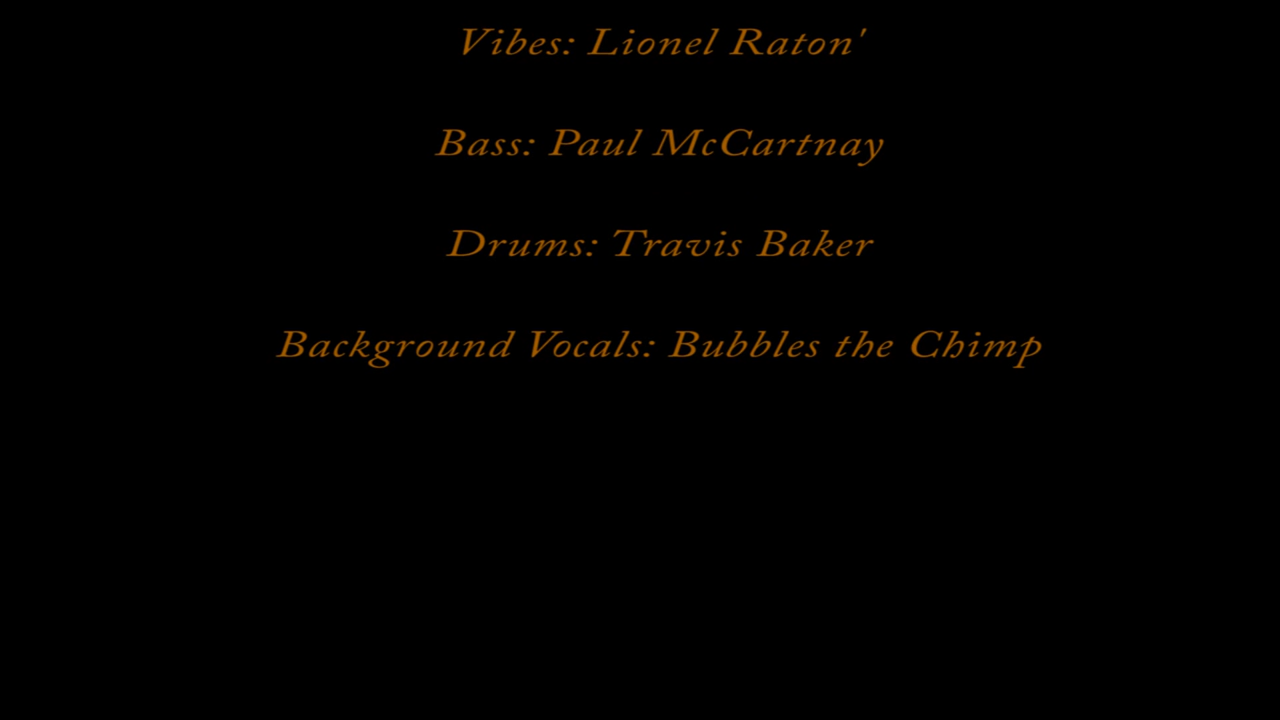 Vibes: Lionel Raton'
Bass: Paul McCartnay
Drums: Travis Baker
Background Vocals: Bubbles the Chimp